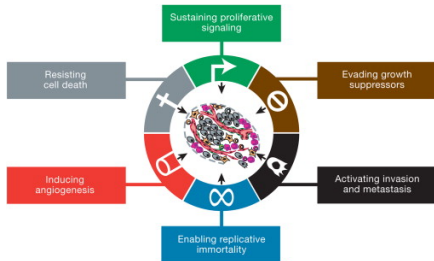 Sustaining proliferative
signaling
Resisting
cell death
Evading growth
suppressors
Inducing
angiogenesis
Activating invasion
and metastasis
Enabling replicative
immortality